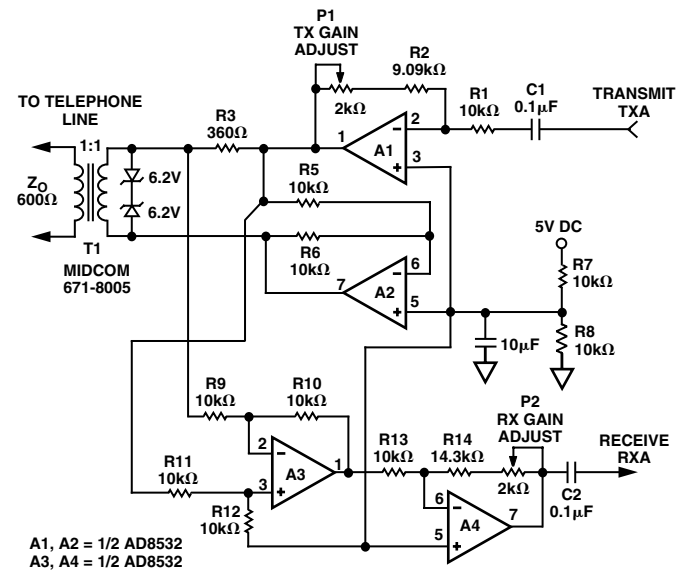 P1
TX GAIN
ADJUST
2kΩ
R2
9.09kΩ
R1
10kΩ
C1
0.1µF
TRANSMIT
TXA
TO TELEPHONE
LINE
1:1
ZO
600Ω
T1
MIDCOM
671-8005
6.2V
6.2V
R3
360Ω
1
A1
2
3
R5
10kΩ
R6
10kΩ
7
A2
6
5
5V DC
R7
10kΩ
R8
10kΩ
10µF
R9
10kΩ
R10
10kΩ
R11
10kΩ
R12
10kΩ
2
3
A3
1
R13
10kΩ
R14
14.3kΩ
P2
RX GAIN
ADJUST
2kΩ
6
5
A4
7
C2
0.1µF
RECEIVE
RXA
A1, A2 = 1/2 AD8532
A3, A4 = 1/2 AD8532